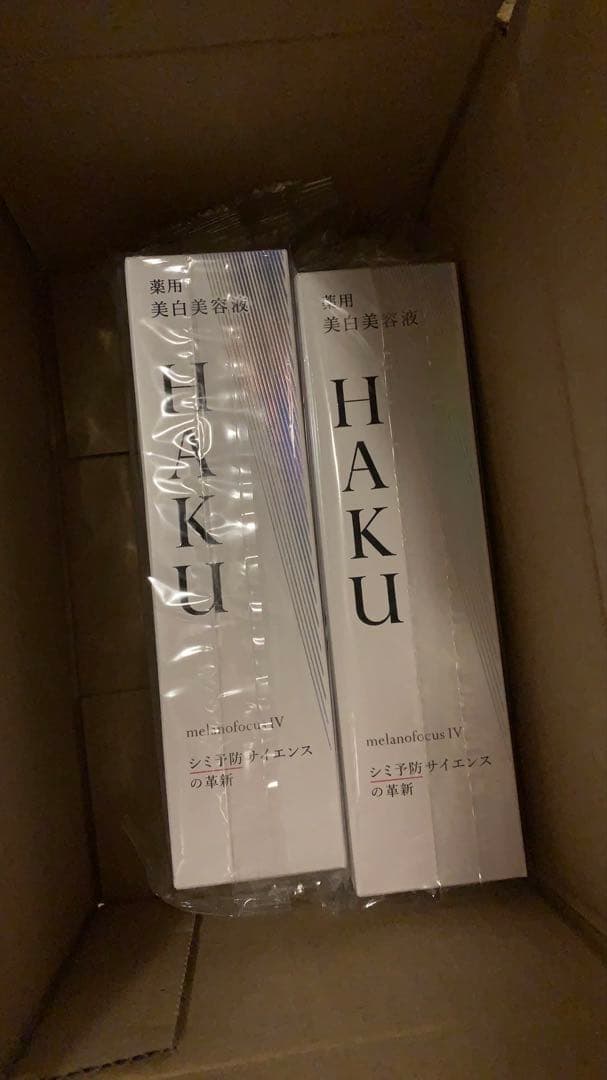 薬用
美白美容液
HAKU
melanofocus IV
シミ予防サイエンス
の革新
薬用
美白美容液
HAKU
melanofocus IV
シミ予防サイエンス
の革新